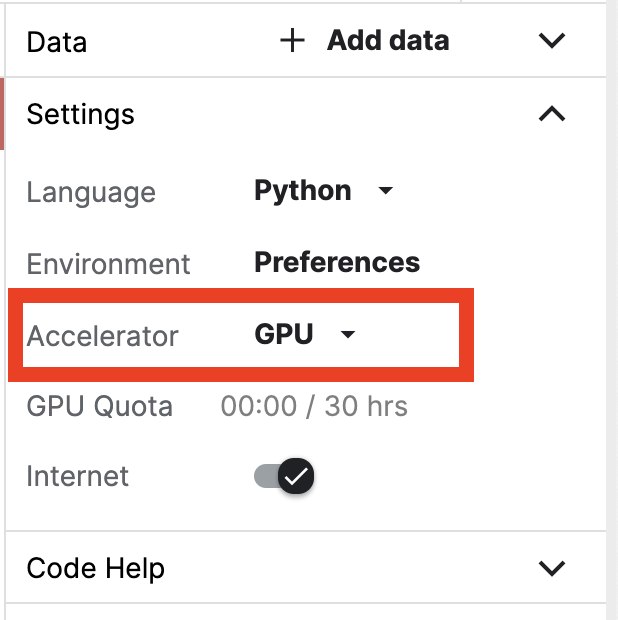 Data + Add data
Settings
Language Python
Environment Preferences
Accelerator GPU
GPU Quota 00:00 / 30 hrs
Internet
Code Help